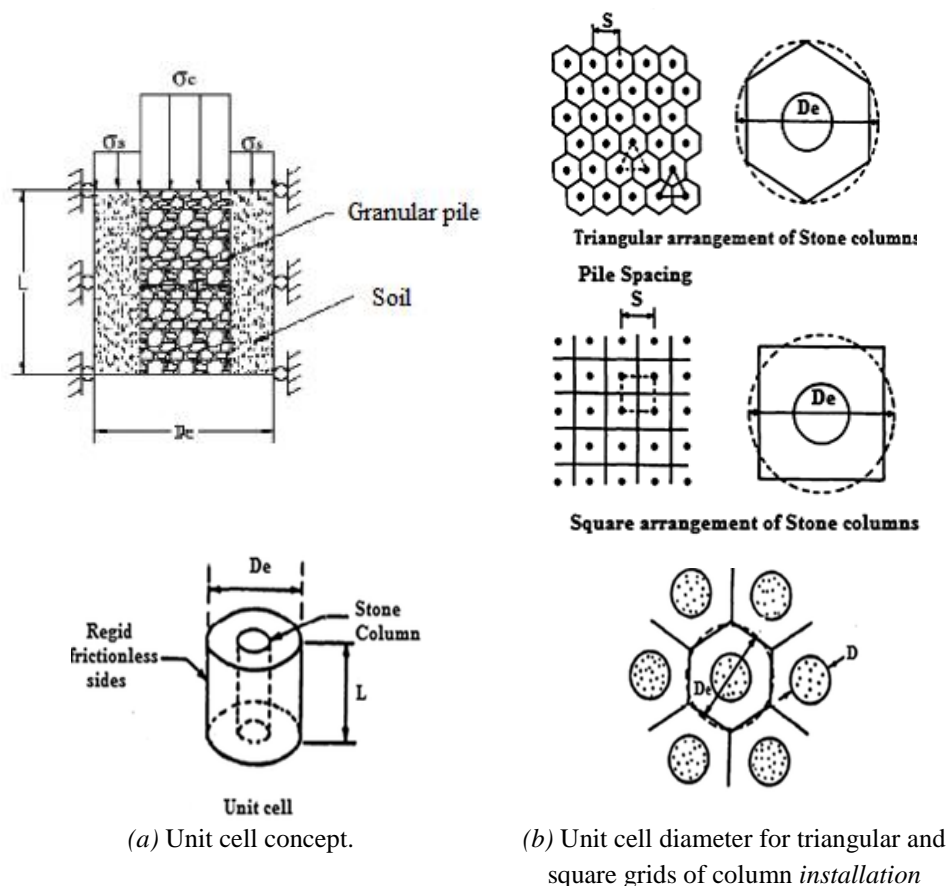 σc
σs
σs
Granular pile
Soil
L
De
De
Regid
frictionless
sides
Stone
Column
L
Unit cell
(a) Unit cell concept.
S
De
Triangular arrangement of Stone columns
Pile Spacing
S
De
Square arrangement of Stone columns
D
De
(b) Unit cell diameter for triangular and
square grids of column installation